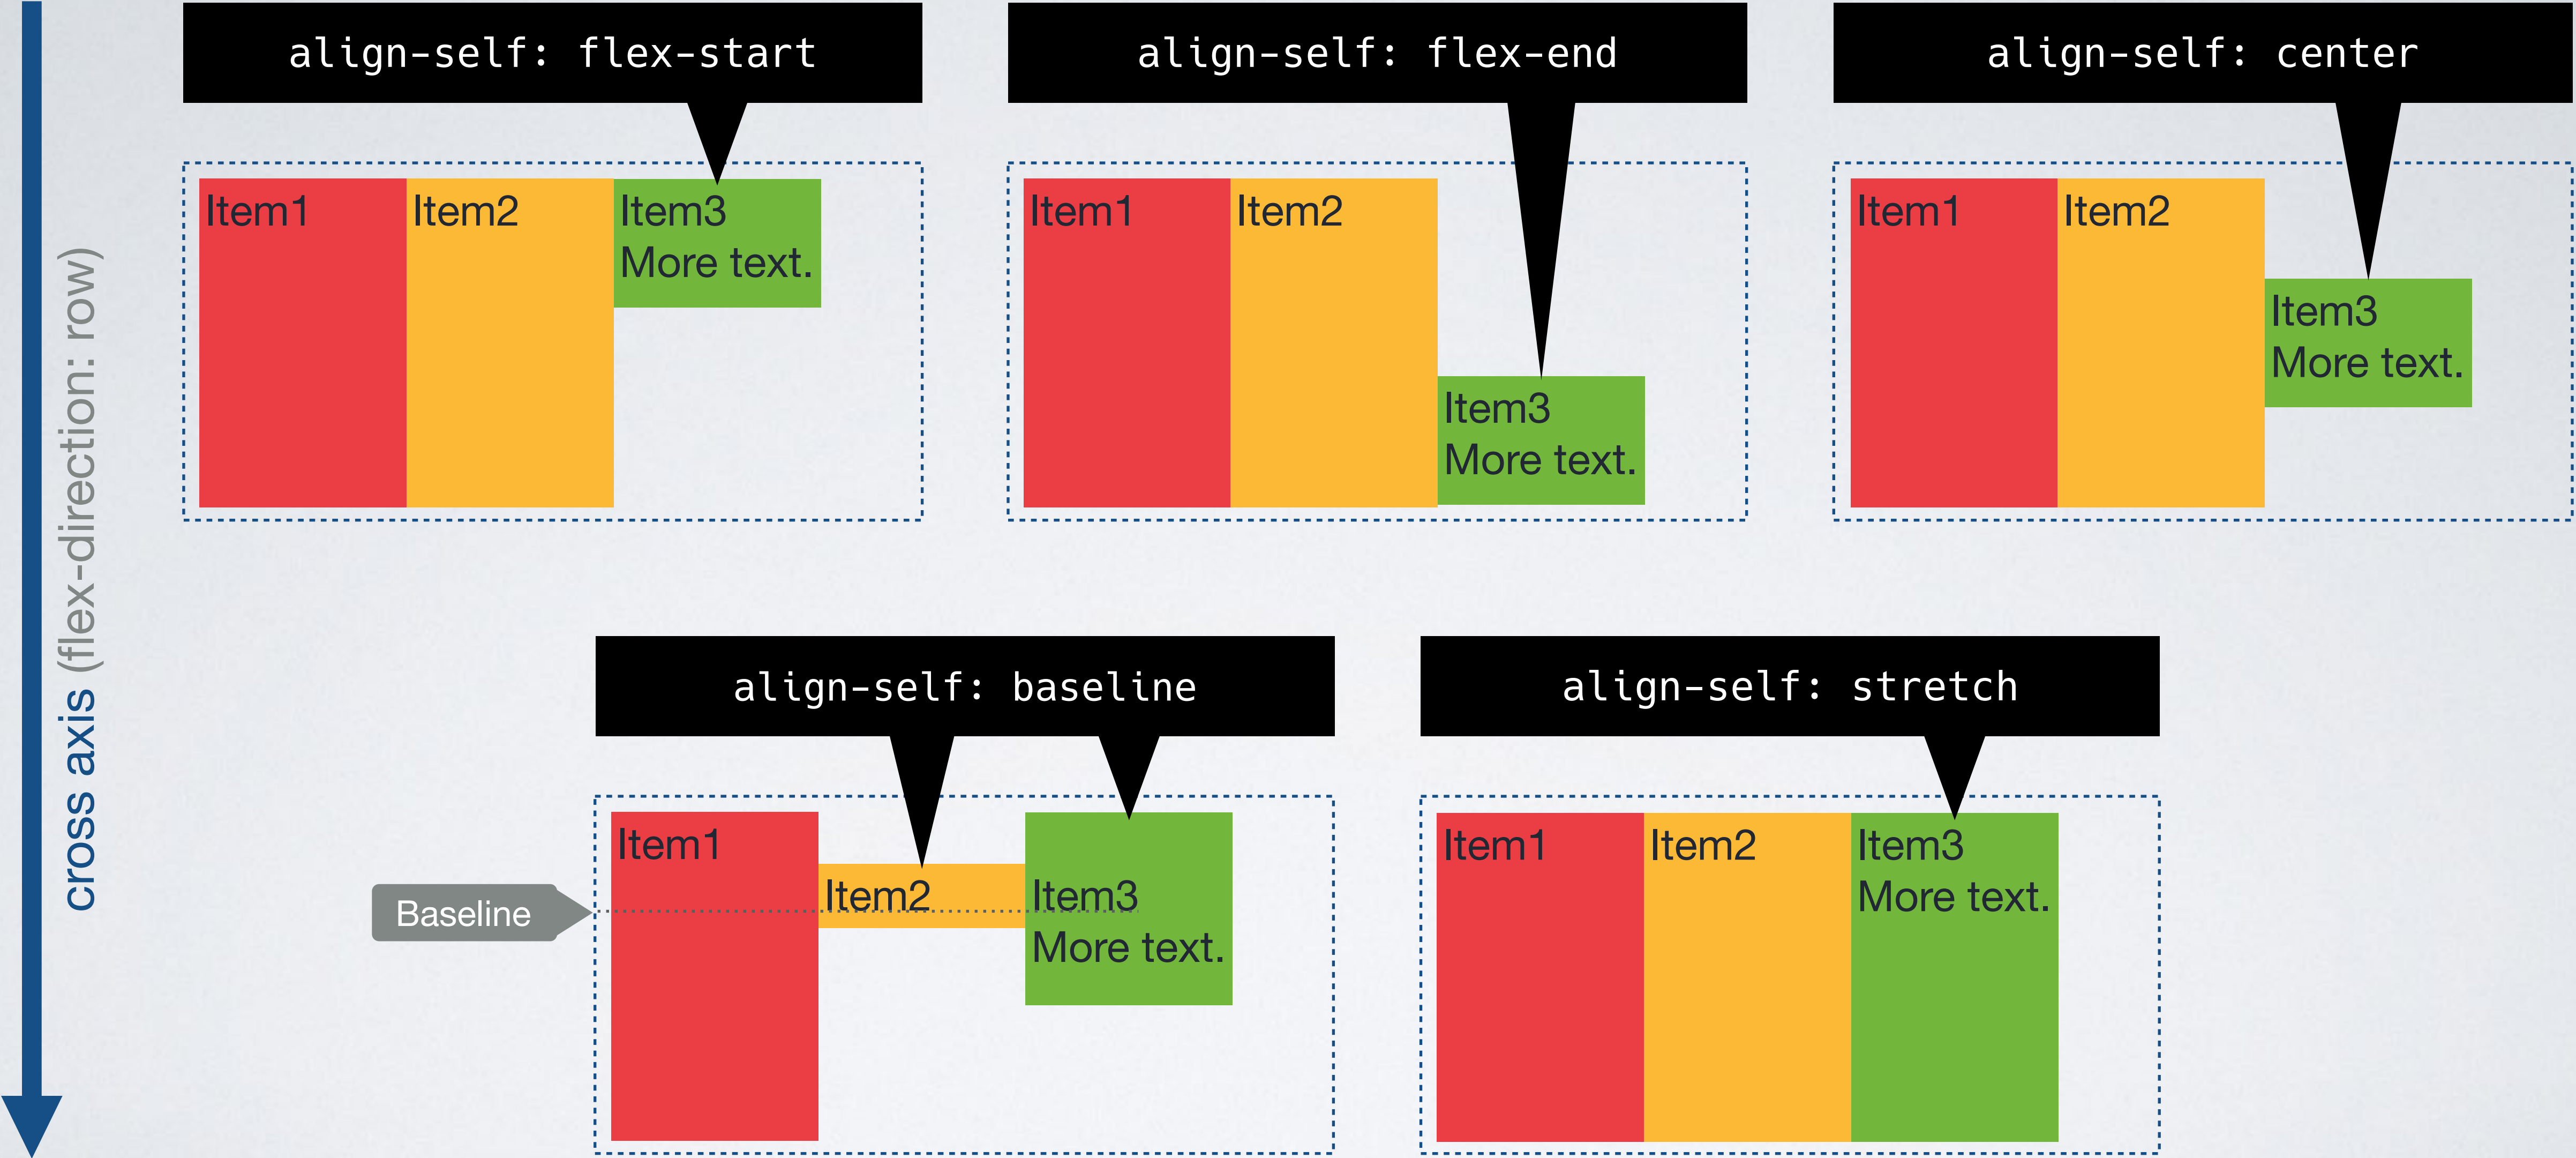 cross axis (flex-direction: row)
align-self: flex-start
Item1
Item2
Item3
More text.
align-self: flex-end
Item1
Item2
Item3
More text.
align-self: center
Item1
Item2
Item3
More text.
align-self: baseline
Baseline
Item1
Item2
Item3
More text.
align-self: stretch
Item1
Item2
Item3
More text.